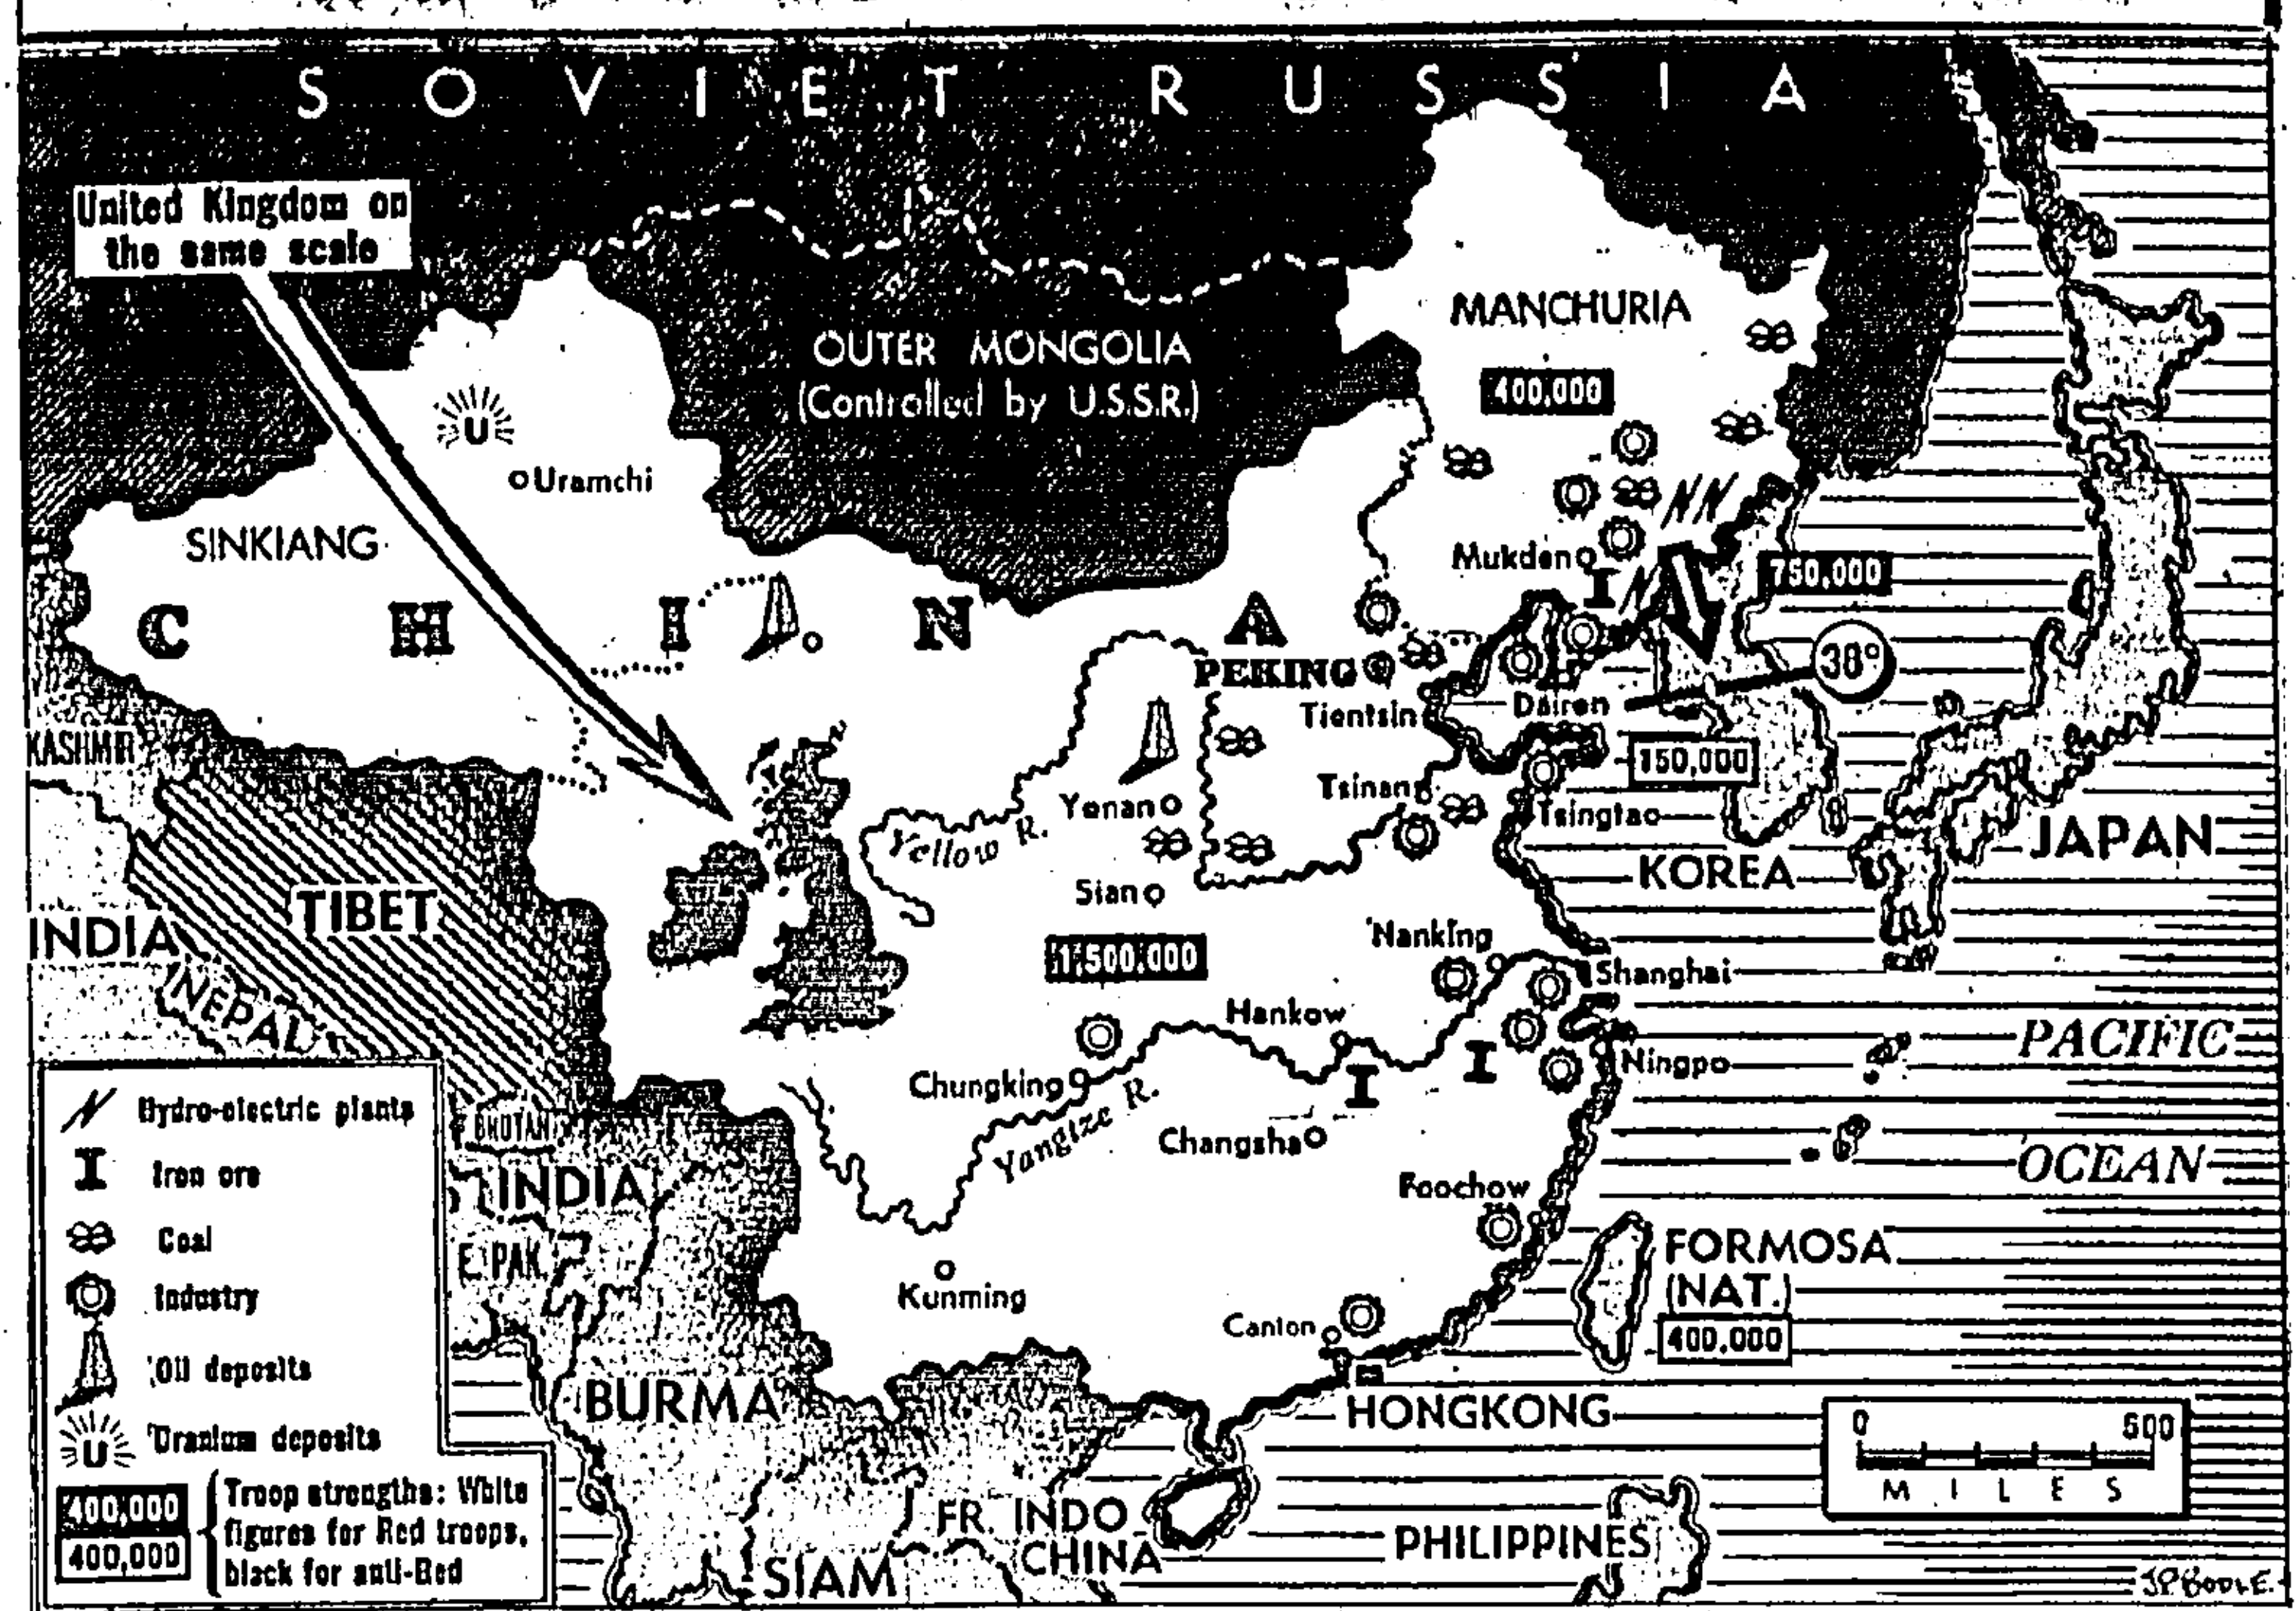 SOVIET RUSSIA
United Kingdom on
the same scale
OUTER MONGOLIA
(Controlled by U.S.S.R.)
MANCHURIA
400,000
U
Uramchi
SINKIANG
CHINA
Mukden
I
750,000
38°
PEKING
Tientsin
Dairen
150,000
KASHMIR
Tsinan
Tsingtao
Yenan
Yellow R.
KOREA
JAPAN
Sian
TIBET
INDIA
NEPAL
1,500,000
Nanking
Shanghai
Hankow
PACIFIC
OCEAN
Ningpo
I
I
Chungking
Yangtze R.
Changsha
BHUTAN
INDIA
E. PAK.
Foochow
FORMOSA
(NAT.)
400,000
Kunming
Canton
HONGKONG
BURMA
FR. INDO
CHINA
SIAM
PHILIPPINES
Hydro-electric plants
I Iron ore
Coal
Industry
Oil deposits
U Uranium deposits
400,000
400,000
Troop strengths: White
figures for Red troops,
black for anti-Red
0 500
MILES
J.P. BODLE.